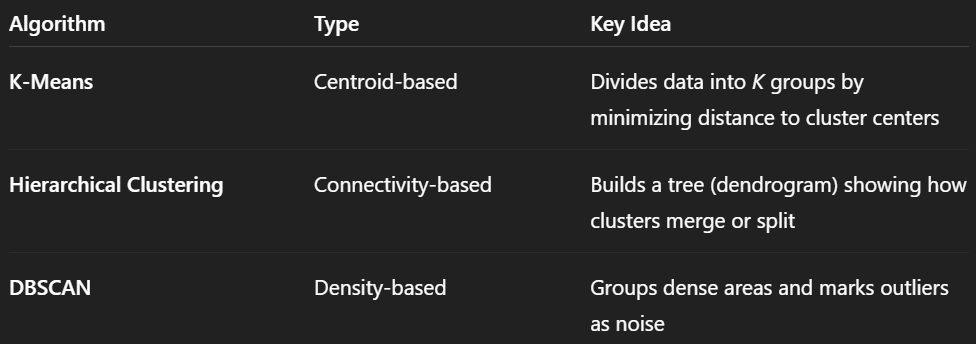 Algorithm Type Key Idea
K-Means Centroid-based Divides data into K groups by
minimizing distance to cluster centers
Hierarchical Clustering Connectivity-based Builds a tree (dendrogram) showing how
clusters merge or split
DBSCAN Density-based Groups dense areas and marks outliers
as noise